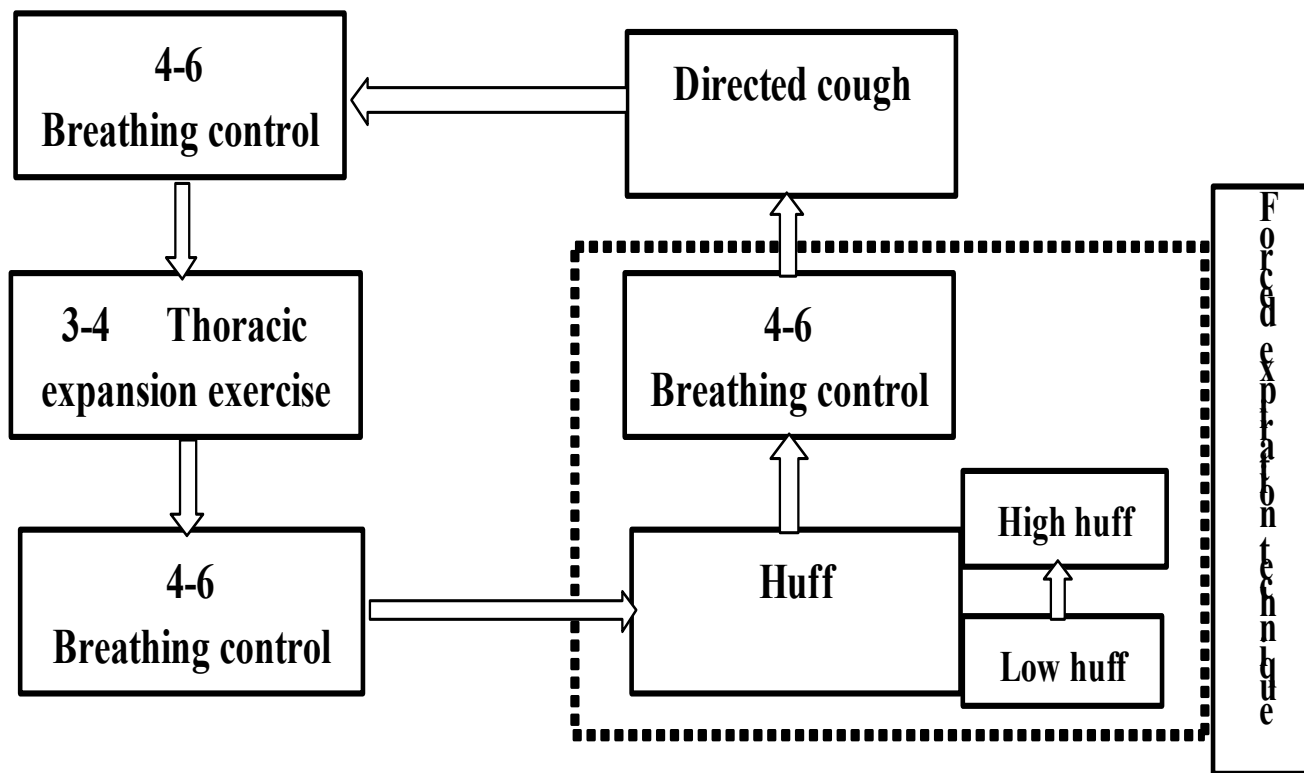 4-6
Breathing control
Directed cough
3-4 Thoracic
expansion exercise
4-6
Breathing control
4-6
Breathing control
Huff
High huff
Low huff
Forced expiration technique